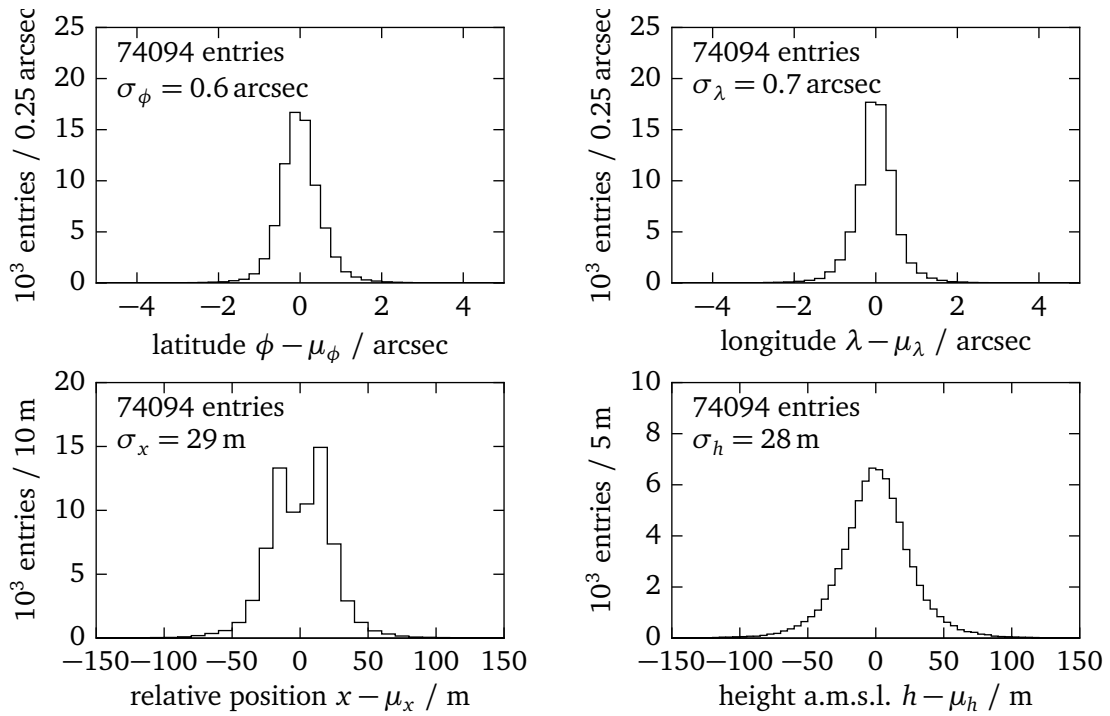 10³ entries / 0.25 arcsec
25
20
15
10
5
0
74094 entries
σ_ϕ = 0.6 arcsec
−4 −2 0 2 4
latitude ϕ − μ_ϕ / arcsec
10³ entries / 0.25 arcsec
25
20
15
10
5
0
74094 entries
σ_λ = 0.7 arcsec
−4 −2 0 2 4
longitude λ − μ_λ / arcsec
10³ entries / 10 m
20
15
10
5
0
74094 entries
σ_x = 29 m
−150 −100 −50 0 50 100 150
relative position x − μ_x / m
10³ entries / 5 m
10
8
6
4
2
0
74094 entries
σ_h = 28 m
−150 −100 −50 0 50 100 150
height a.m.s.l. h − μ_h / m